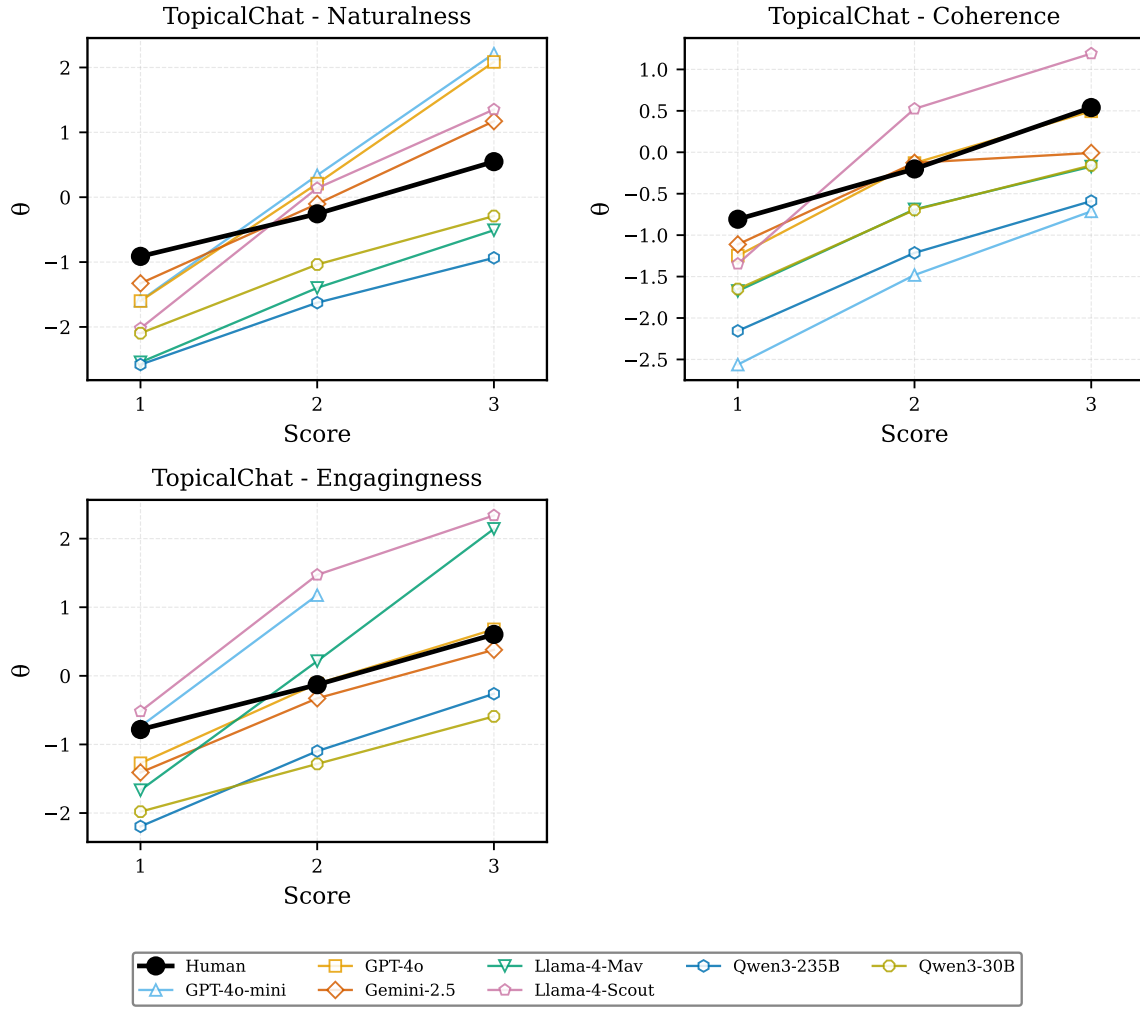 TopicalChat - Naturalness
θ
2
1
0
−1
−2
1
2
3
Score
TopicalChat - Coherence
θ
1.0
0.5
0.0
−0.5
−1.0
−1.5
−2.0
−2.5
1
2
3
Score
TopicalChat - Engagingness
θ
2
1
0
−1
−2
1
2
3
Score
Human GPT-4o Llama-4-Mav Qwen3-235B Qwen3-30B
GPT-4o-mini Gemini-2.5 Llama-4-Scout